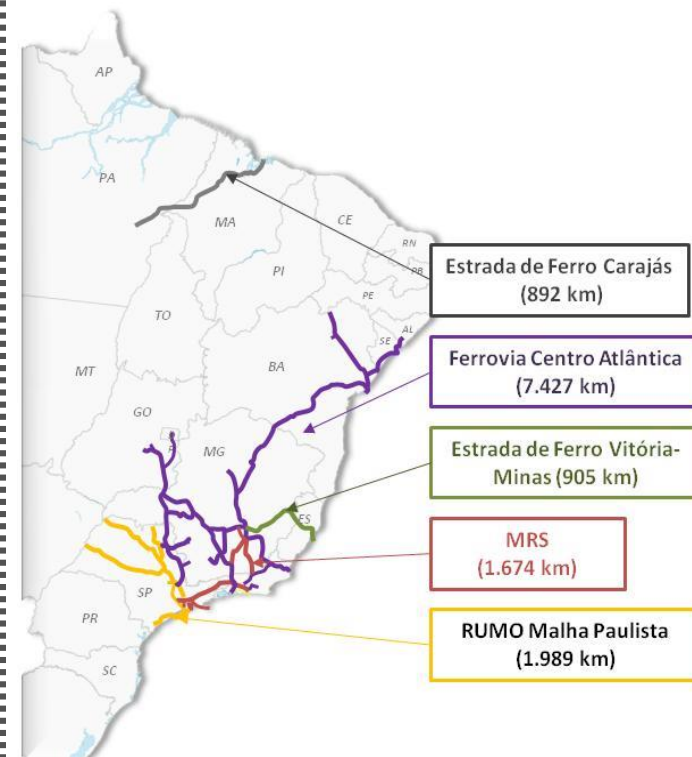 AP
PA
MA
CE
RN
PB
PI
PE
AL
SE
TO
BA
MT
GO
MG
ES
SP
PR
SC
Estrada de Ferro Carajás
(892 km)
Ferrovia Centro Atlântica
(7.427 km)
Estrada de Ferro Vitória-
Minas (905 km)
MRS
(1.674 km)
RUMO Malha Paulista
(1.989 km)